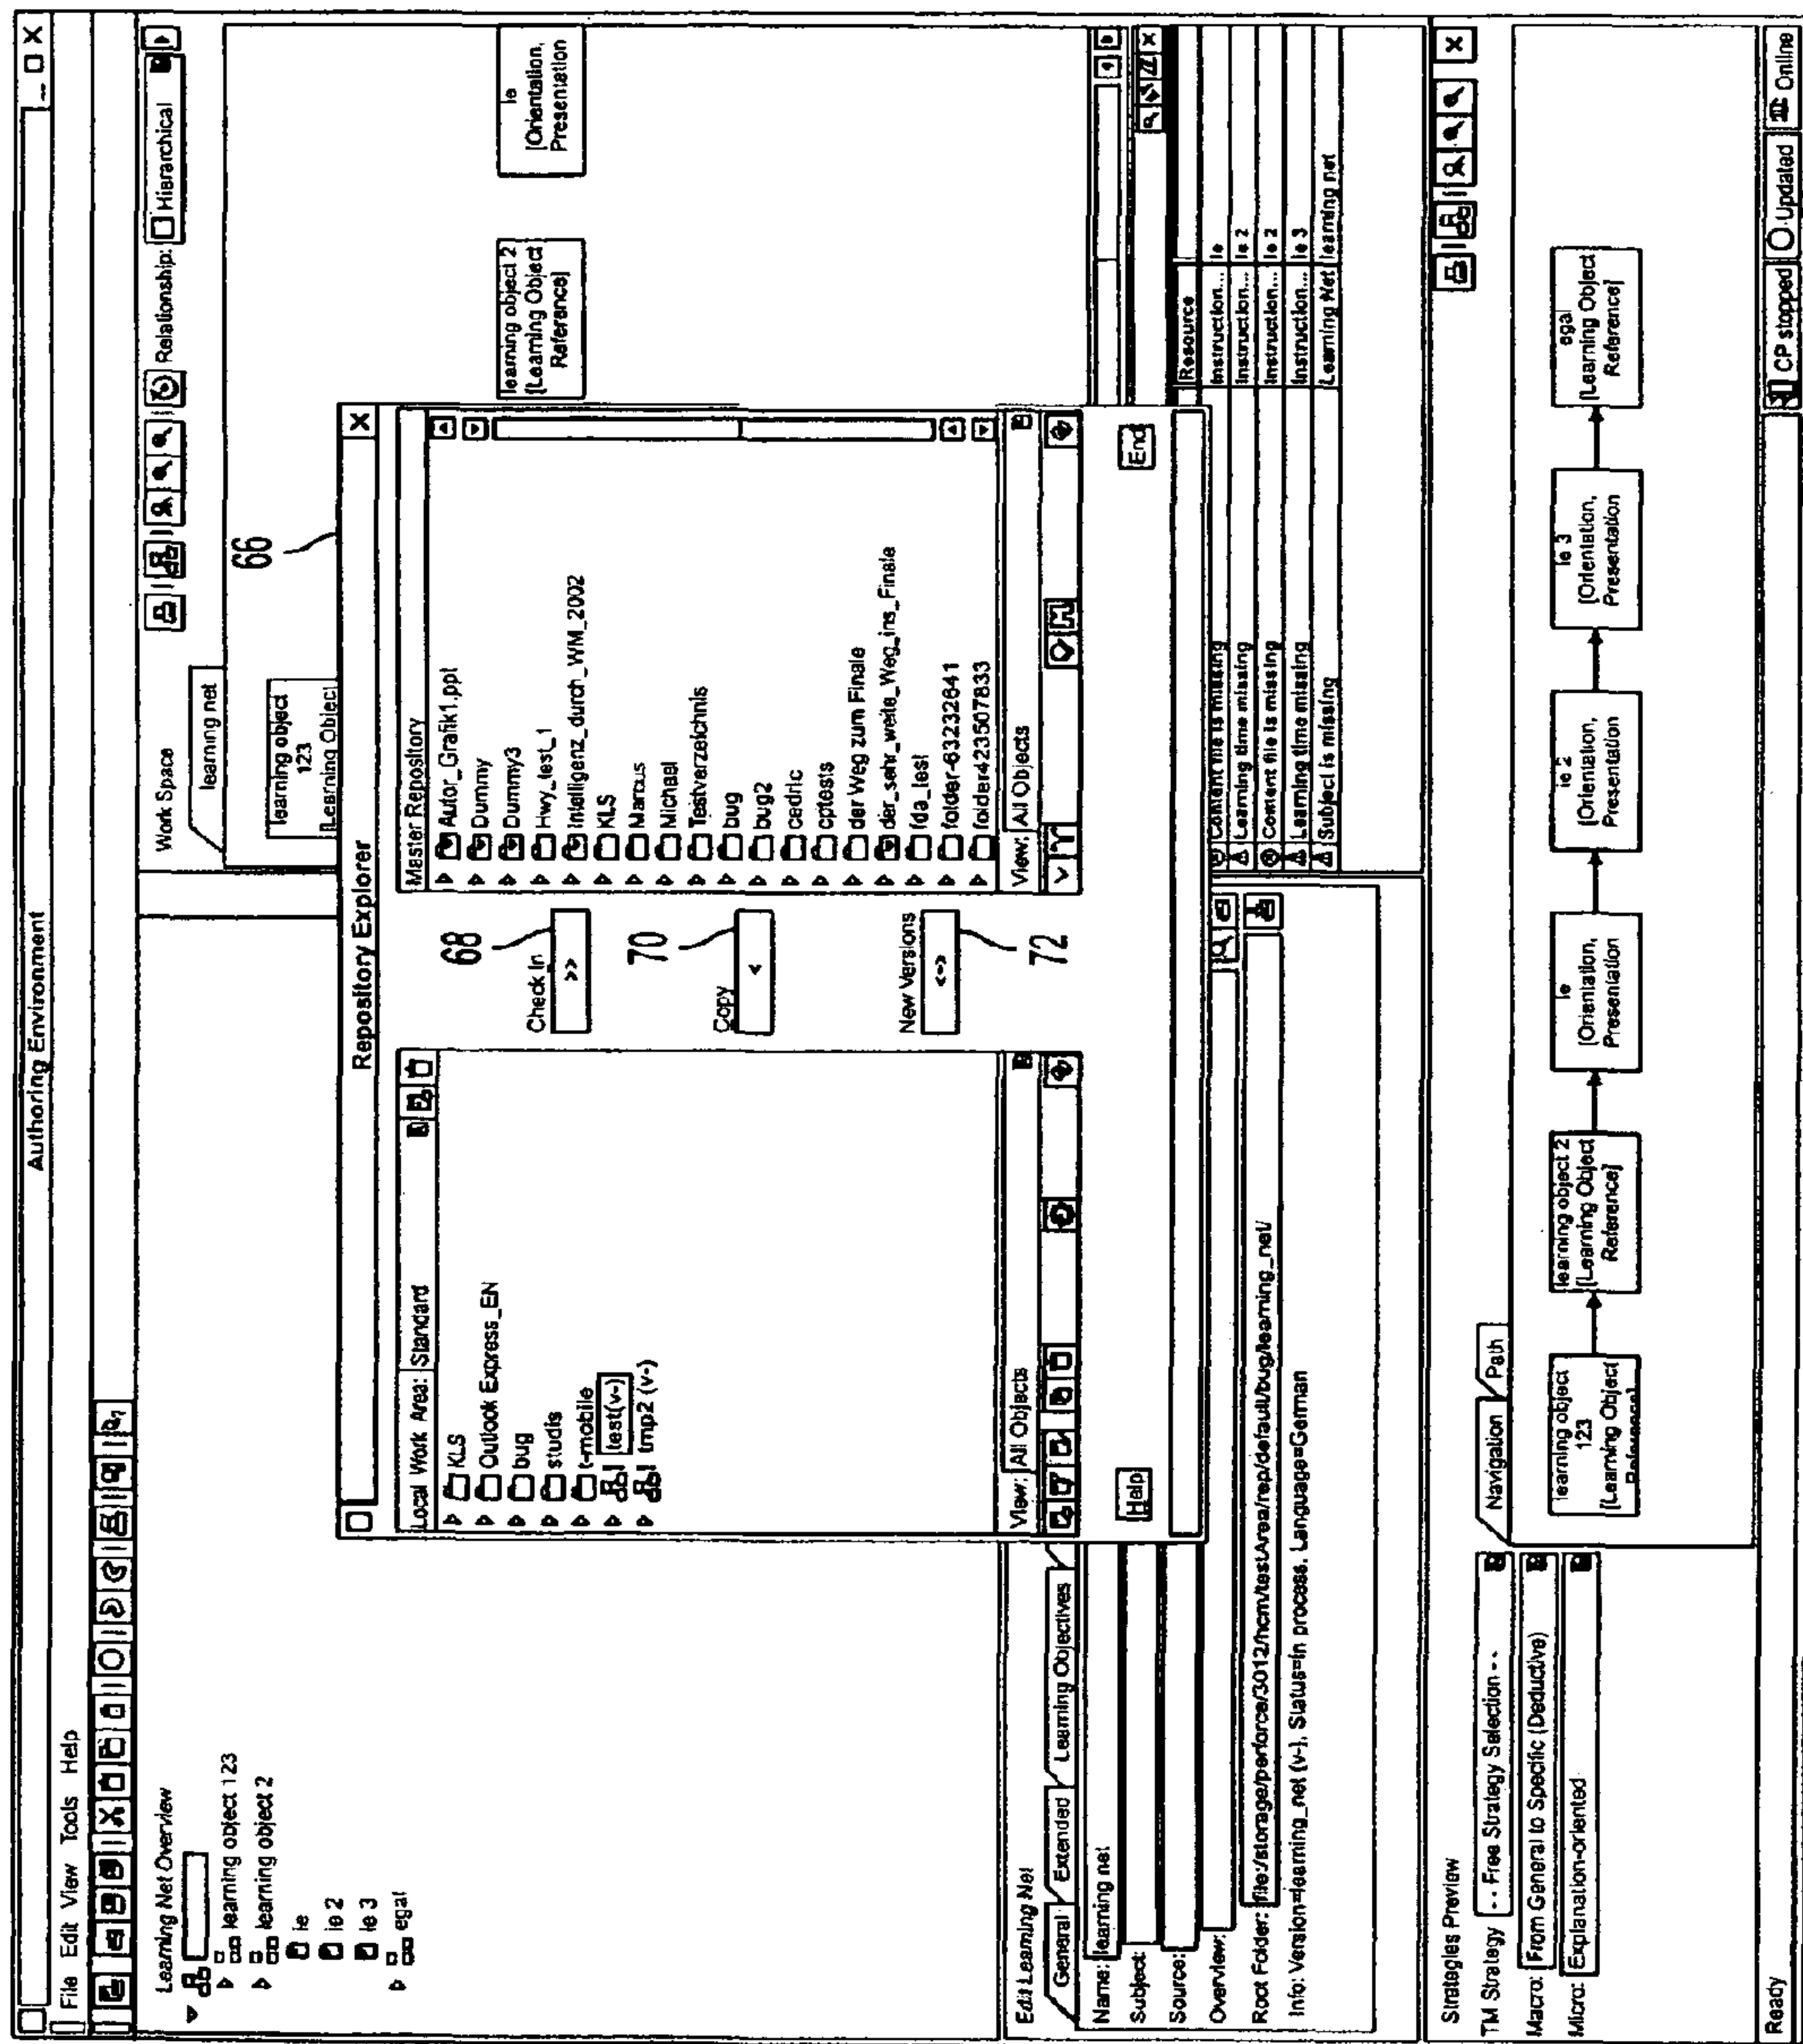 Authoring Environment
File Edit View Tools Help
Learning Net Overview
learning object 123
learning object 2
le
le 2
le 3
egal
Work Space
Relationship: Hierarchical
learning net
learning object
123
[Learning Object
learning object 2
[Learning Object
Reference]
le
[Orientation,
Presentation
66
Repository Explorer
Local Work Area: Standard
KLS
Outlook Express_EN
bug
studis
test(v-)
tmp2 (v-)
View: All Objects
68
Check In
>>
70
Copy
<
New Versions
<->
72
Master Repository
Autor_Grafik1.ppt
Dummy
Dummy3
Hwy_test_1
Intelligenz_durch_WM_2002
KLS
Marcus
Michael
Testverzeichnis
bug
bug2
cedric
cptests
der Weg zum Finale
der_sehr_weite_Weg_ins_Finale
fda_test
folder-63232641
folder423507833
View: All Objects
Help
End
Edit Learning Net
General Extended Learning Objectives
Name: learning net
Subject:
Source:
Overview:
Root Folder: file:/storage/perforce/3012/hcm/testArea/rep/default/bug/learning_net/
Info: Version=learning_net (v-), Status=In process, Language=German
Resource
Content file is missing Instruction... le
Learning time missing Instruction... le 2
Content file is missing Instruction... le 2
Learning time missing Instruction... le 3
Subject is missing Learning Net learning net
Strategies Preview
TM Strategy - - Free Strategy Selection - -
Macro: From General to Specific (Deductive)
Micro: Explanation-oriented
Navigation Path
learning object
123
[Learning Object
Reference]
learning object 2
[Learning Object
Reference]
le
[Orientation,
Presentation
le 2
[Orientation,
Presentation
le 3
[Orientation,
Presentation
egal
[Learning Object
Reference]
Ready
CP stopped Updated Online